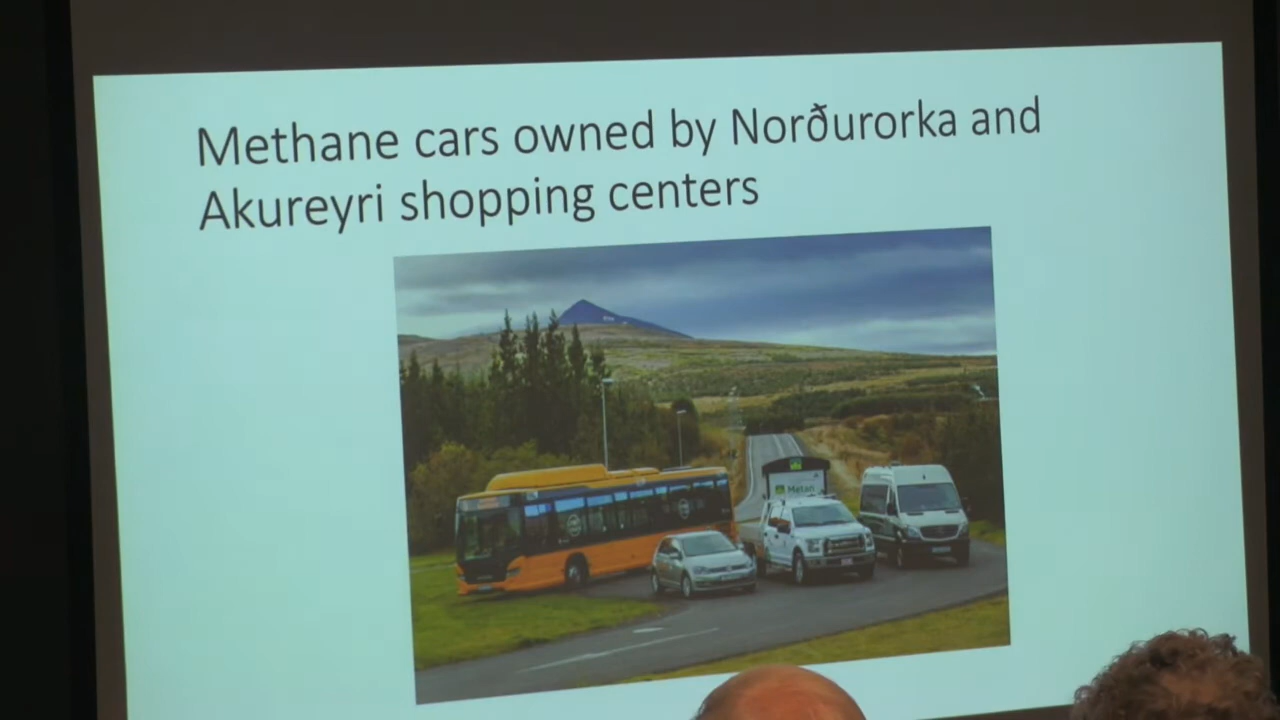 Methane cars owned by Norðurorka and
Akureyri shopping centers
Metan